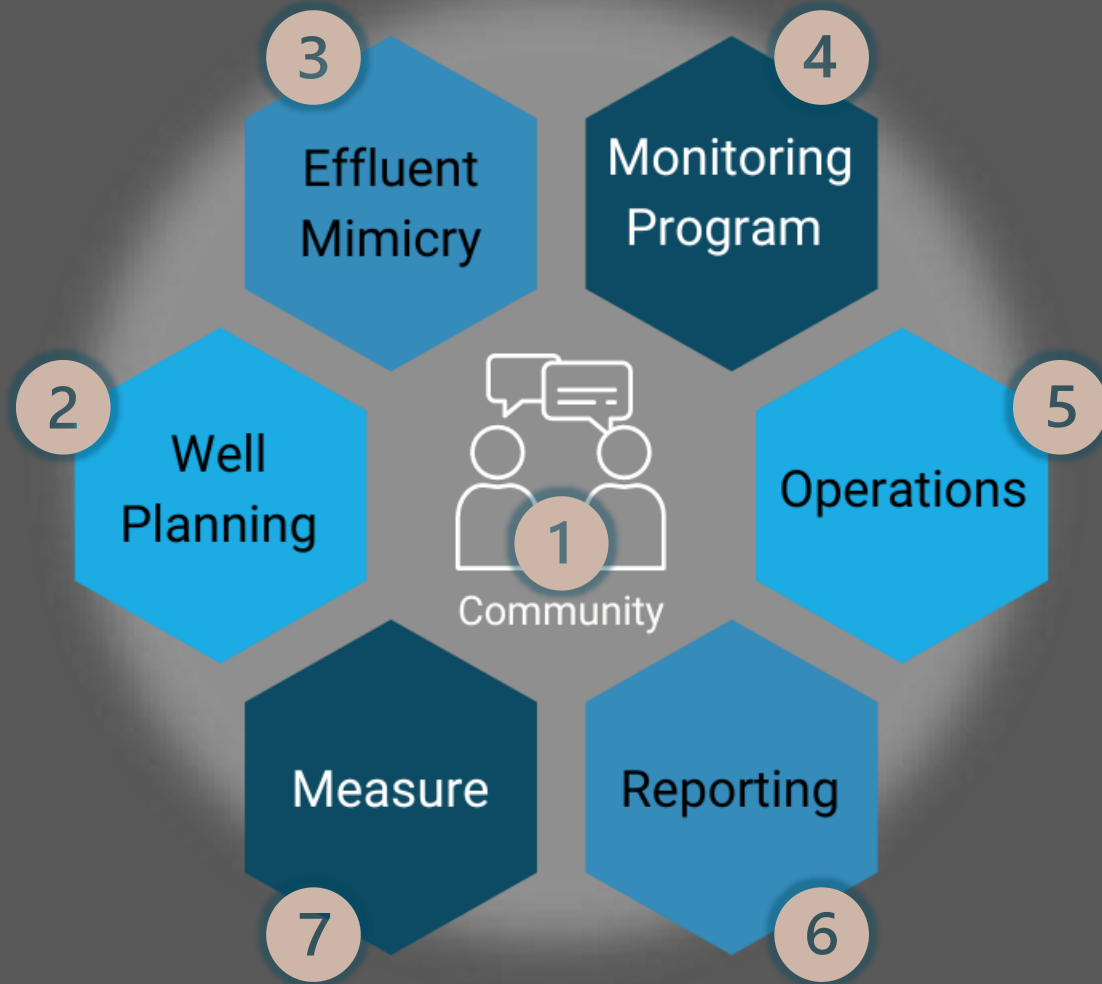 3
Effluent
Mimicry
4
Monitoring
Program
2
Well
Planning
1
Community
5
Operations
Measure
7
Reporting
6